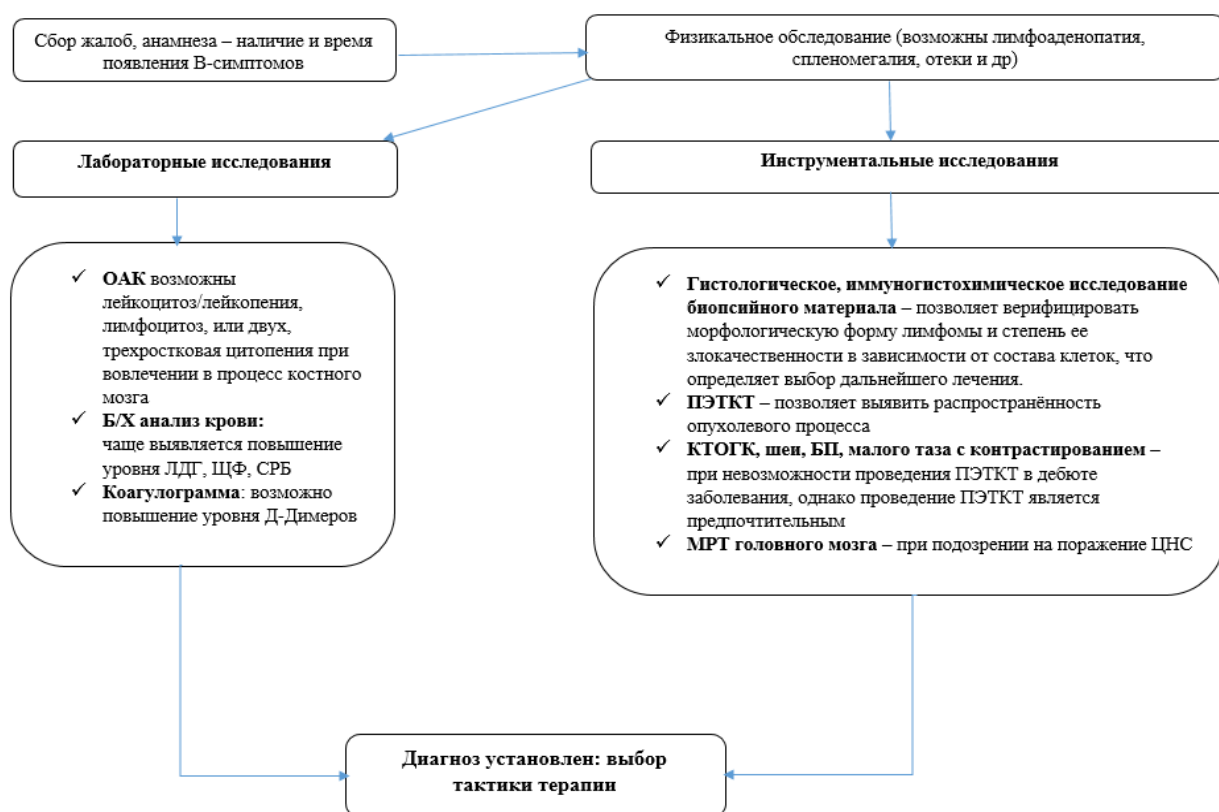 Сбор жалоб, анамнеза – наличие и время
появления В-симптомов
Физикальное обследование (возможны лимфоаденопатия,
спленомегалия, отеки и др)
Лабораторные исследования
Инструментальные исследования
✓ ОАК возможны
лейкоцитоз/лейкопения,
лимфоцитоз, или двух,
трехростковая цитопения при
вовлечении в процесс костного
мозга
✓ Б/Х анализ крови:
чаще выявляется повышение
уровня ЛДГ, ЩФ, СРБ
✓ Коагулограмма: возможно
повышение уровня Д-Димеров
✓ Гистологическое, иммуногистохимическое исследование
биопсийного материала – позволяет верифицировать
морфологическую форму лимфомы и степень ее
злокачественности в зависимости от состава клеток, что
определяет выбор дальнейшего лечения.
✓ ПЭТКТ – позволяет выявить распространённость
опухолевого процесса
✓ КТОГК, шеи, БП, малого таза с контрастированием –
при невозможности проведения ПЭТКТ в дебюте
заболевания, однако проведение ПЭТКТ является
предпочтительным
✓ МРТ головного мозга – при подозрении на поражение ЦНС
Диагноз установлен: выбор
тактики терапии